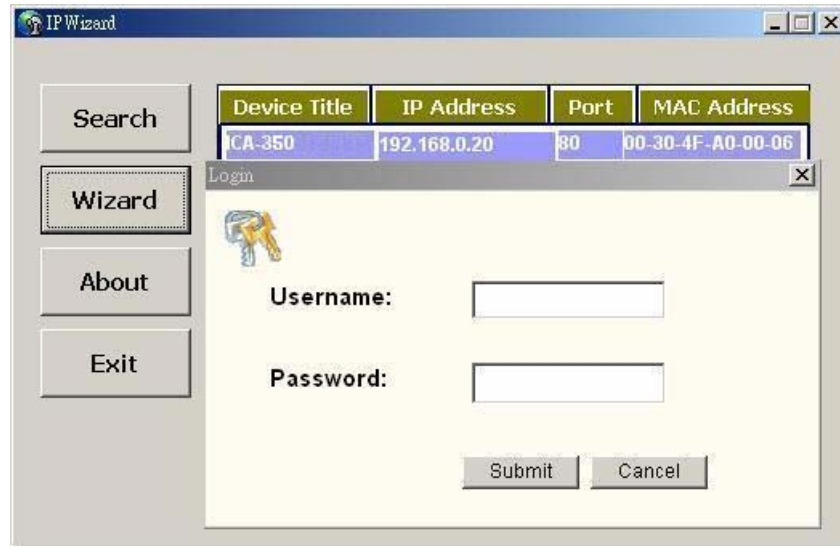 IP Wizard
Search
Wizard
About
Exit
Device Title IP Address Port MAC Address
ICA-350 192.168.0.20 80 00-30-4F-A0-00-06
Login
Username:
Password:
Submit Cancel